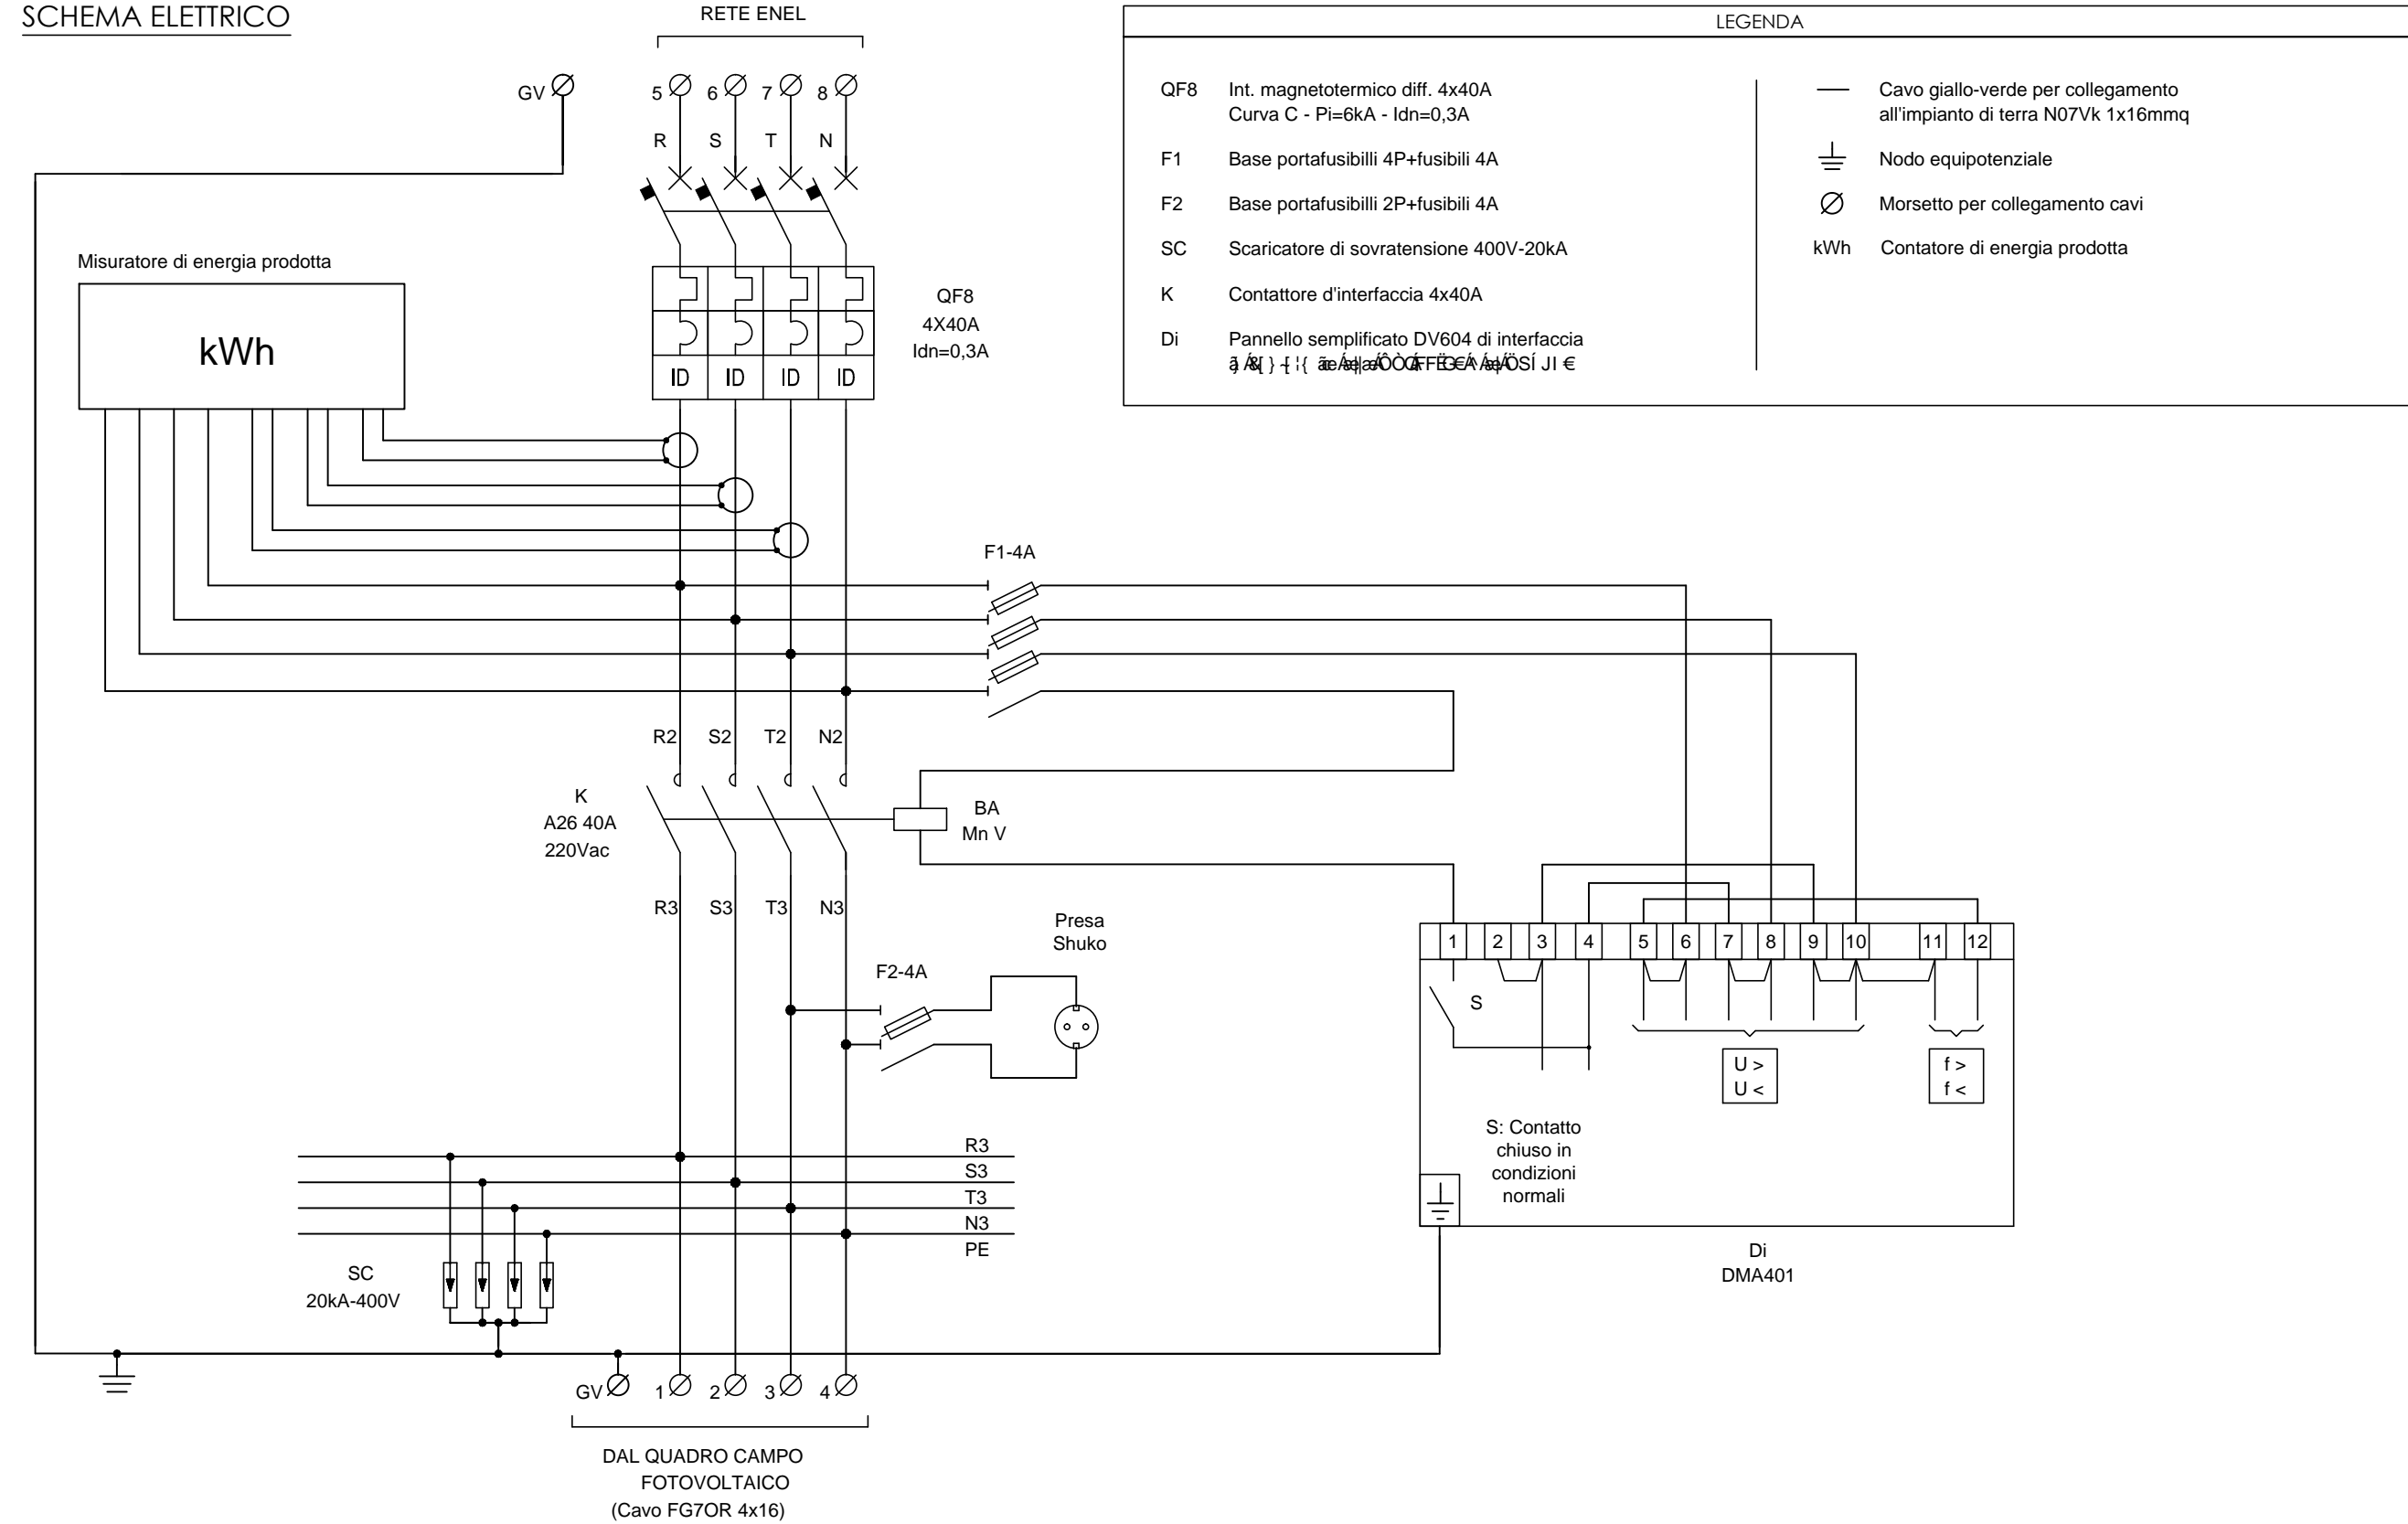 SCHEMA ELETTRICO
RETE ENEL
GV
5 6 7 8
R S T N
Misuratore di energia prodotta
kWh
QF8
4X40A
Idn=0,3A
ID ID ID ID
LEGENDA
QF8 Int. magnetotermico diff. 4x40A
Curva C - Pi=6kA - Idn=0,3A
F1 Base portafusibilli 4P+fusibili 4A
F2 Base portafusibilli 2P+fusibili 4A
SC Scaricatore di sovratensione 400V-20kA
K Contattore d'interfaccia 4x40A
Di Pannello semplificato DV604 di interfaccia
Cavo giallo-verde per collegamento
all'impianto di terra N07Vk 1x16mmq
Nodo equipotenziale
Morsetto per collegamento cavi
kWh Contatore di energia prodotta
F1-4A
R2 S2 T2 N2
K
A26 40A
220Vac
BA
Mn V
R3 S3 T3 N3
Presa
Shuko
F2-4A
1 2 3 4 5 6 7 8 9 10 11 12
S
U >
U <
f >
f <
S: Contatto
chiuso in
condizioni
normali
Di
DMA401
R3
S3
T3
N3
PE
SC
20kA-400V
GV 1 2 3 4
DAL QUADRO CAMPO
FOTOVOLTAICO
(Cavo FG7OR 4x16)